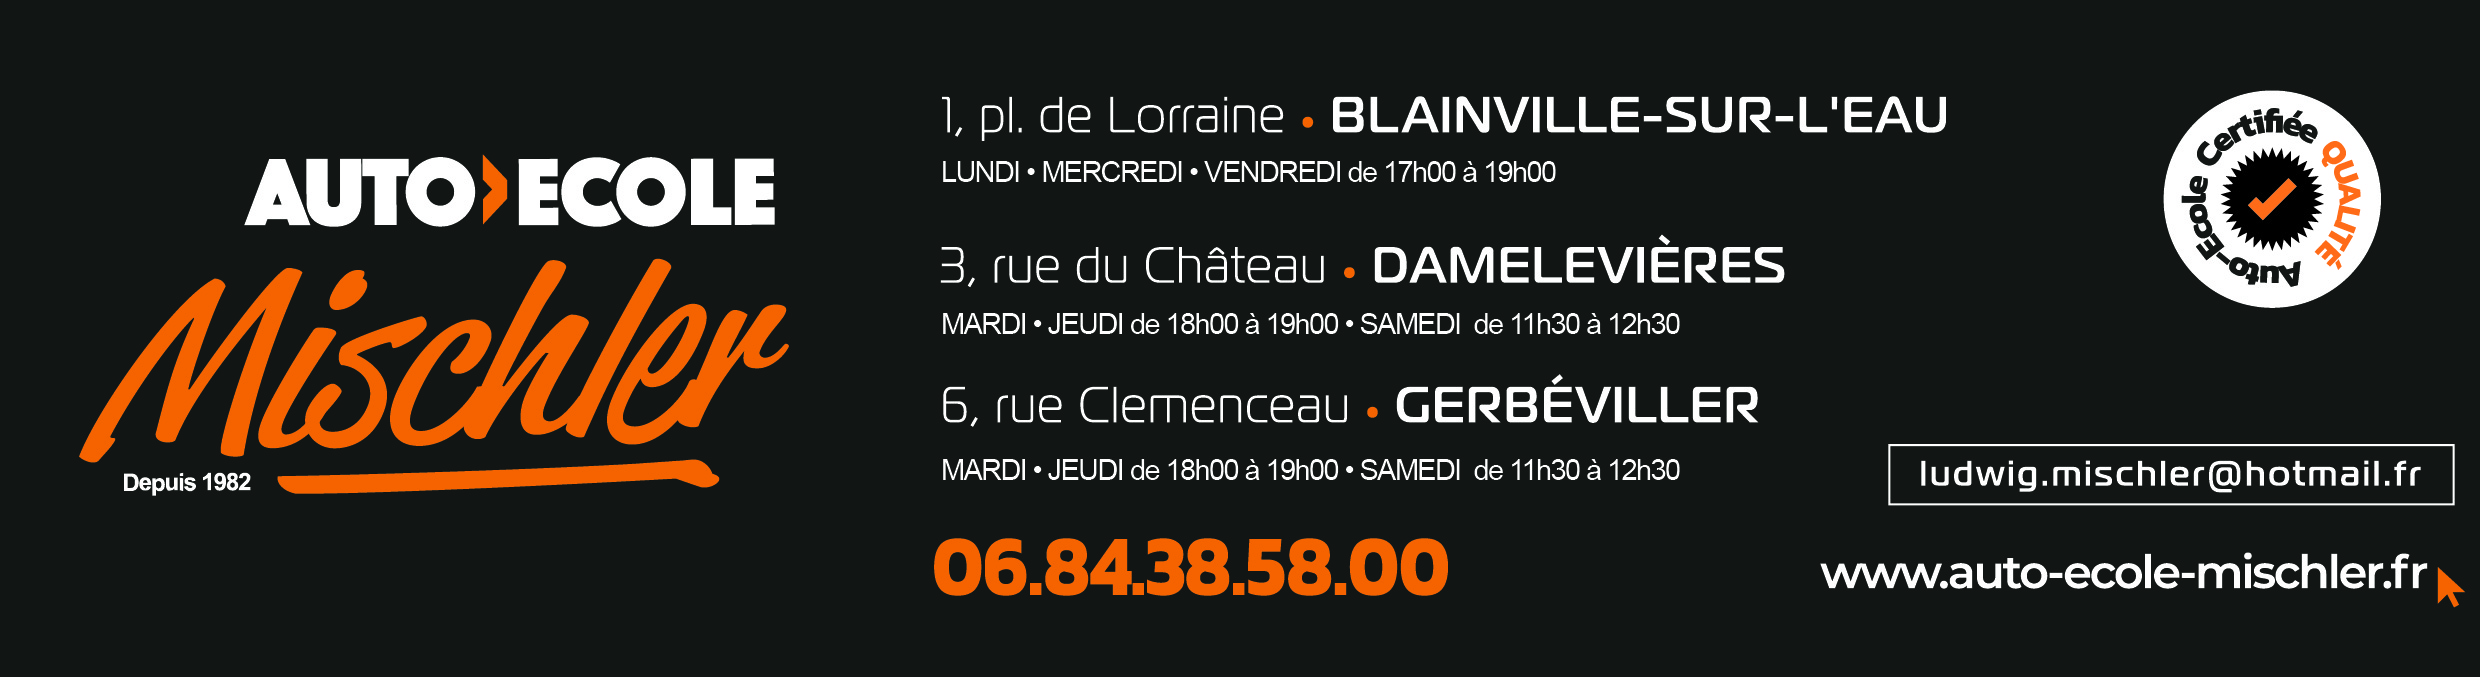 AUTO ECOLE
Mischler
Depuis 1982
1, pl. de Lorraine • BLAINVILLE-SUR-L'EAU
LUNDI • MERCREDI • VENDREDI de 17h00 à 19h00
3, rue du Château • DAMELEVIÈRES
MARDI • JEUDI de 18h00 à 19h00 • SAMEDI de 11h30 à 12h30
6, rue Clemenceau • GERBÉVILLER
MARDI • JEUDI de 18h00 à 19h00 • SAMEDI de 11h30 à 12h30
06.84.38.58.00
Auto-Ecole Certifiée QUALITÉ
ludwig.mischler@hotmail.fr
www.auto-ecole-mischler.fr